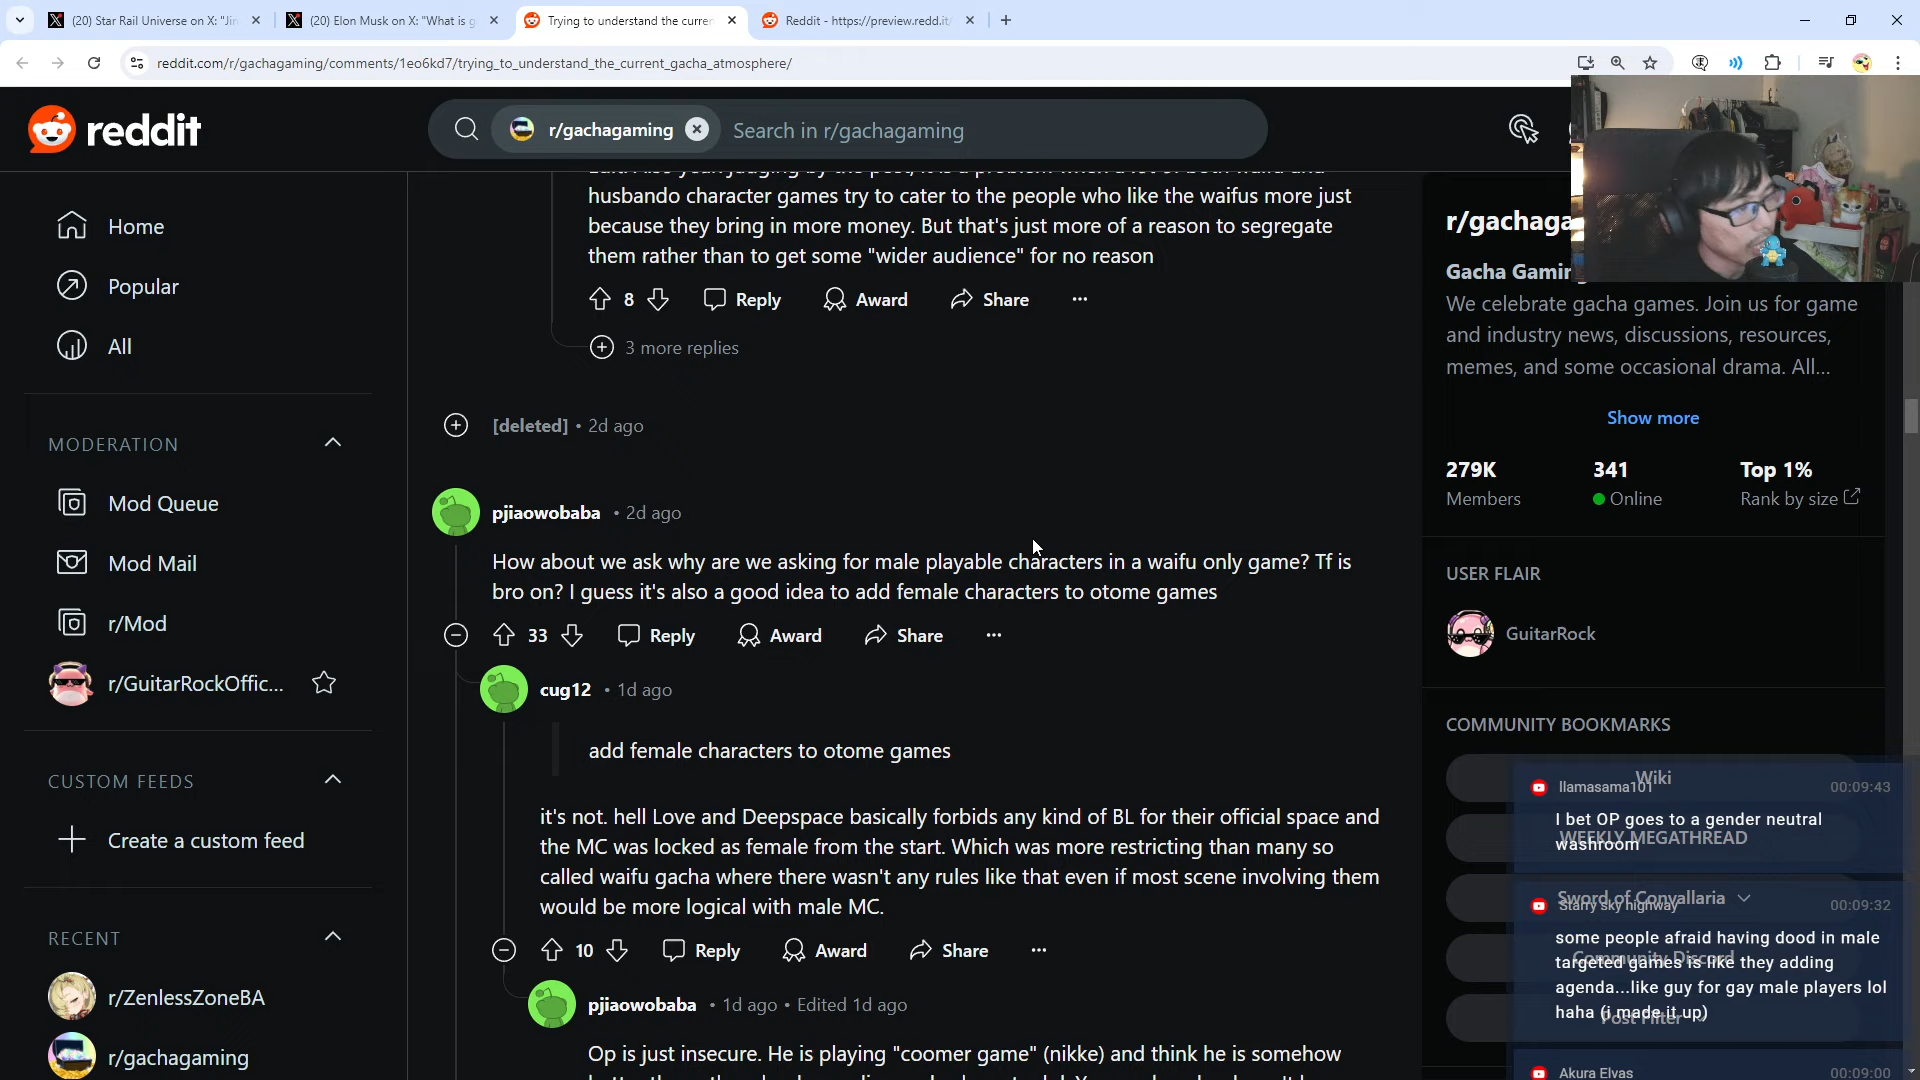 (20) Star Rail Universe on X: "Jin
(20) Elon Musk on X: "What is g
Trying to understand the curren
Reddit - https://preview.redd.it/
reddit.com/r/gachagaming/comments/1eo6kd7/trying_to_understand_the_current_gacha_atmosphere/
reddit
r/gachagaming
Search in r/gachagaming
Home
Popular
All
MODERATION
Mod Queue
Mod Mail
r/Mod
r/GuitarRockOffic...
CUSTOM FEEDS
Create a custom feed
RECENT
r/ZenlessZoneBA
r/gachagaming
husbando character games try to cater to the people who like the waifus more just
because they bring in more money. But that's just more of a reason to segregate
them rather than to get some "wider audience" for no reason
8 Reply Award Share
3 more replies
[deleted] • 2d ago
pjiaowobaba • 2d ago
How about we ask why are we asking for male playable characters in a waifu only game? Tf is
bro on? I guess it's also a good idea to add female characters to otome games
33 Reply Award Share
cug12 • 1d ago
add female characters to otome games
it's not. hell Love and Deepspace basically forbids any kind of BL for their official space and
the MC was locked as female from the start. Which was more restricting than many so
called waifu gacha where there wasn't any rules like that even if most scene involving them
would be more logical with male MC.
10 Reply Award Share
pjiaowobaba • 1d ago • Edited 1d ago
Op is just insecure. He is playing "coomer game" (nikke) and think he is somehow
r/gachaga
Gacha Gamin
We celebrate gacha games. Join us for game
and industry news, discussions, resources,
memes, and some occasional drama. All...
Show more
279K 341 Top 1%
Members Online Rank by size
USER FLAIR
GuitarRock
COMMUNITY BOOKMARKS
Wiki
WEEKLY MEGATHREAD
Sword of Convallaria
Community Discord
Post Filter
llamasama101 00:09:43
I bet OP goes to a gender neutral
washroom
Starry sky highway 00:09:32
some people afraid having dood in male
targeted games is like they adding
agenda...like guy for gay male players lol
haha (i made it up)
Akura Elvas 00:09:00